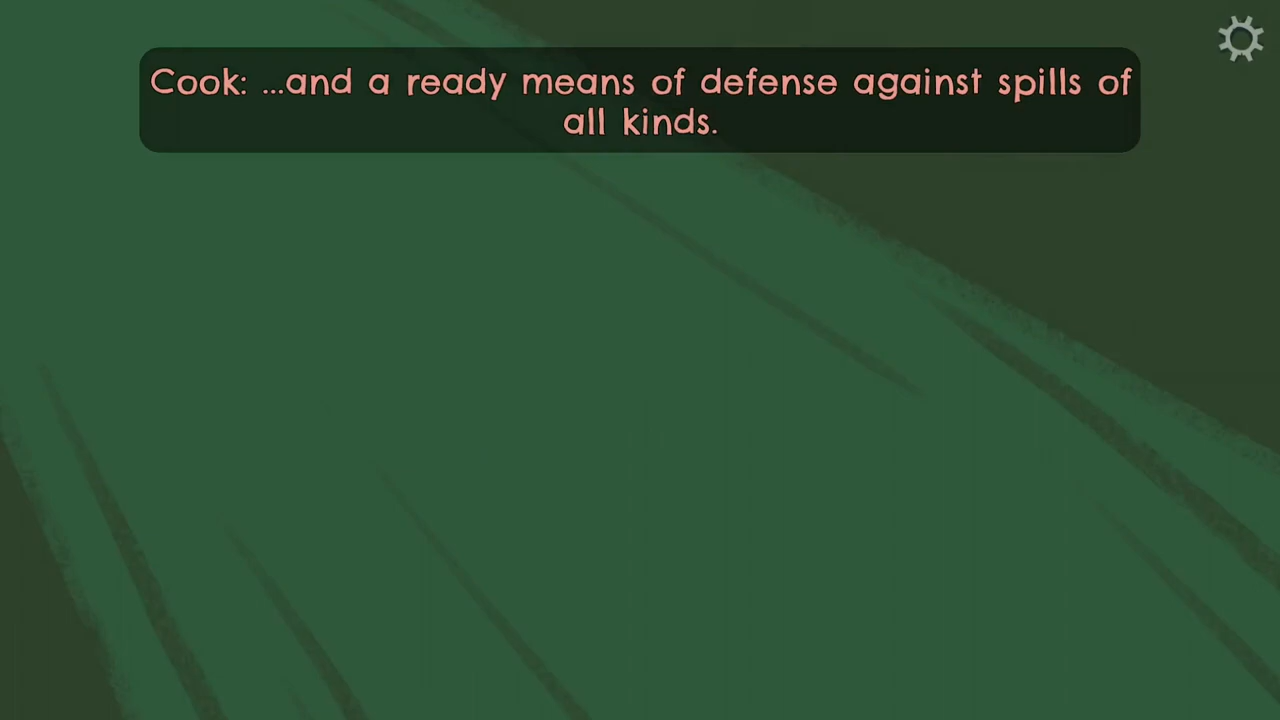 Cook: ...and a ready means of defense against spills of
all kinds.